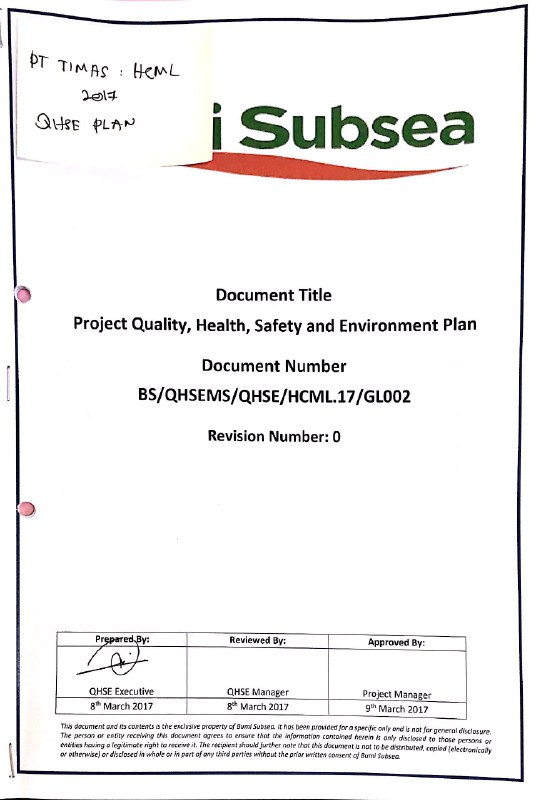 PT TIMAS : HCML
2017
QHSE PLAN
i Subsea
Document Title
Project Quality, Health, Safety and Environment Plan
Document Number
BS/QHSEMS/QHSE/HCML.17/GL002
Revision Number: 0
Prepared By: Reviewed By: Approved By:
QHSE Executive QHSE Manager Project Manager
8th March 2017 8th March 2017 9th March 2017
This document and its contents is the exclusive property of Bumi Subsea. It has been provided for a specific only and is not for general disclosure.
The person or entity receiving this document agrees to ensure that the information contained herein is only disclosed to those persons or
entities having a legitimate right to receive it. The recipient should further note that this document is not to be distributed, copied (electronically
or otherwise) or disclosed in whole or in part of any third parties without the prior written consent of Bumi Subsea.